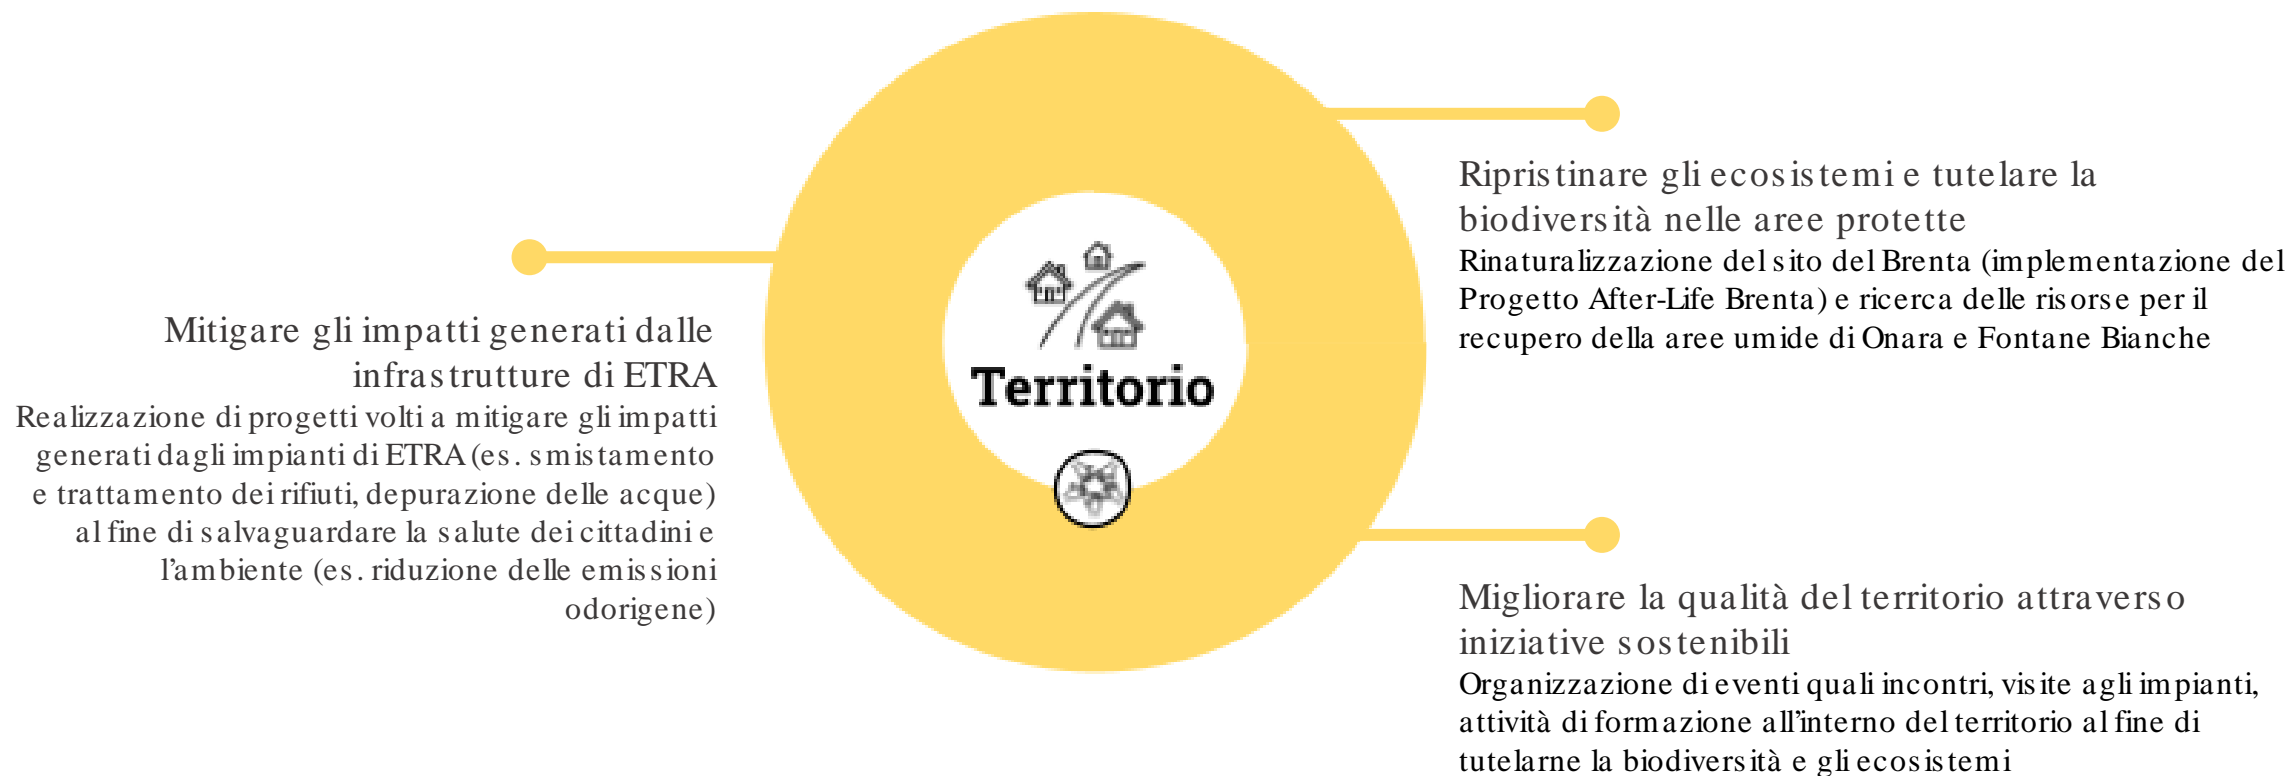 Mitigare gli impatti generati dalle
infrastrutture di ETRA
Realizzazione di progetti volti a mitigare gli impatti
generati dagli impianti di ETRA (es. smistamento
e trattamento dei rifiuti, depurazione delle acque)
al fine di salvaguardare la salute dei cittadini e
l'ambiente (es. riduzione delle emissioni
odorigene)
Territorio
Ripristinare gli ecosistemi e tutelare la
biodiversità nelle aree protette
Rinaturalizzazione del sito del Brenta (implementazione del
Progetto After-Life Brenta) e ricerca delle risorse per il
recupero della aree umide di Onara e Fontane Bianche
Migliorare la qualità del territorio attraverso
iniziative sostenibili
Organizzazione di eventi quali incontri, visite agli impianti,
attività di formazione all'interno del territorio al fine di
tutelarne la biodiversità e gli ecosistemi